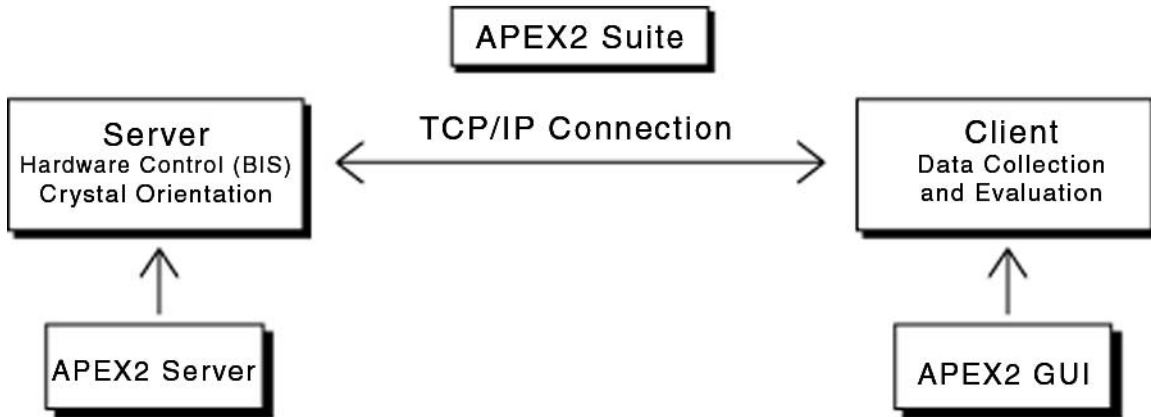 APEX2 Suite
Server
Hardware Control (BIS)
Crystal Orientation
TCP/IP Connection
Client
Data Collection
and Evaluation
APEX2 Server
APEX2 GUI